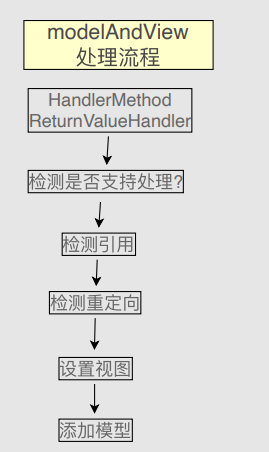 modelAndView
处理流程
HandlerMethod
ReturnValueHandler
检测是否支持处理?
检测引用
检测重定向
设置视图
添加模型